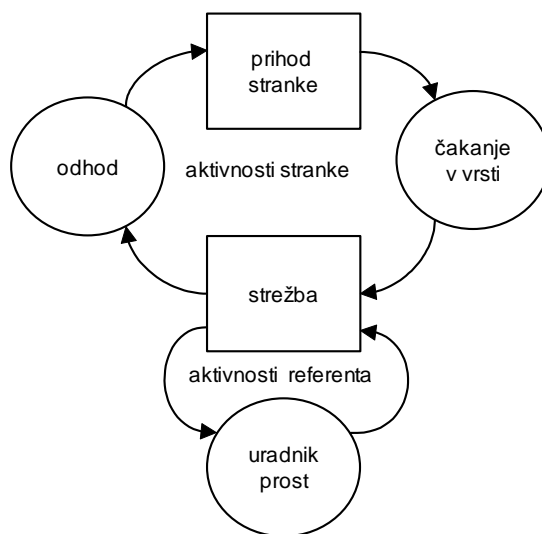 prihod
stranke
odhod
aktivnosti stranke
čakanje
v vrsti
strežba
aktivnosti referenta
uradnik
prost